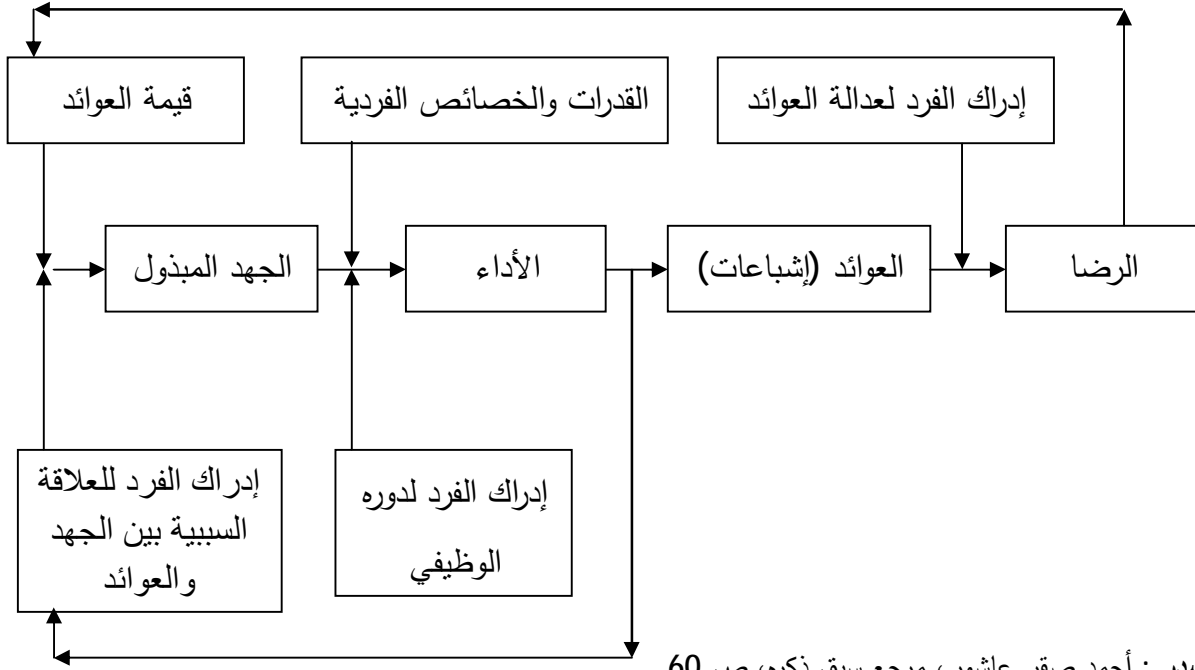 قيمة العوائد
القدرات والخصائص الفردية
إدراك الفرد لعدالة العوائد
الجهد المبذول
الأداء
العوائد (إشباعات)
الرضا
إدراك الفرد للعلاقة
السببية بين الجهد
والعوائد
إدراك الفرد لدوره
الوظيفي
: أحمد صقر عاشور، مرجع سبق ذكره، ص 60